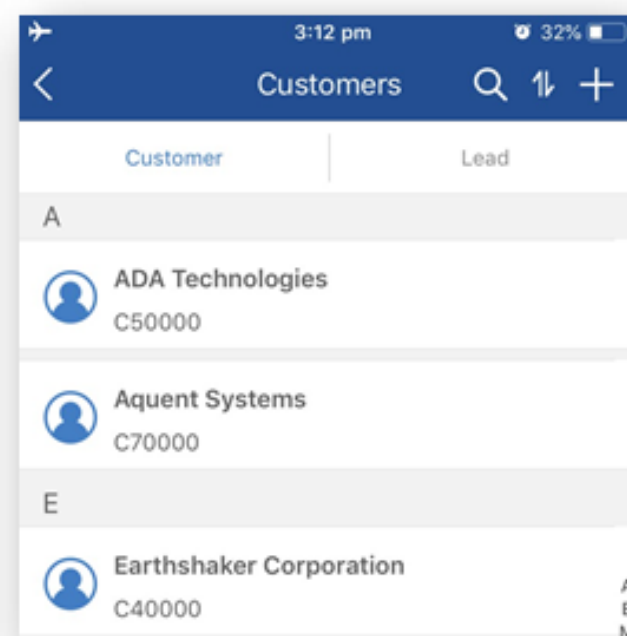 3:12 pm 32%
Customers
Customer Lead
A
ADA Technologies
C50000
Aquent Systems
C70000
E
Earthshaker Corporation
C40000